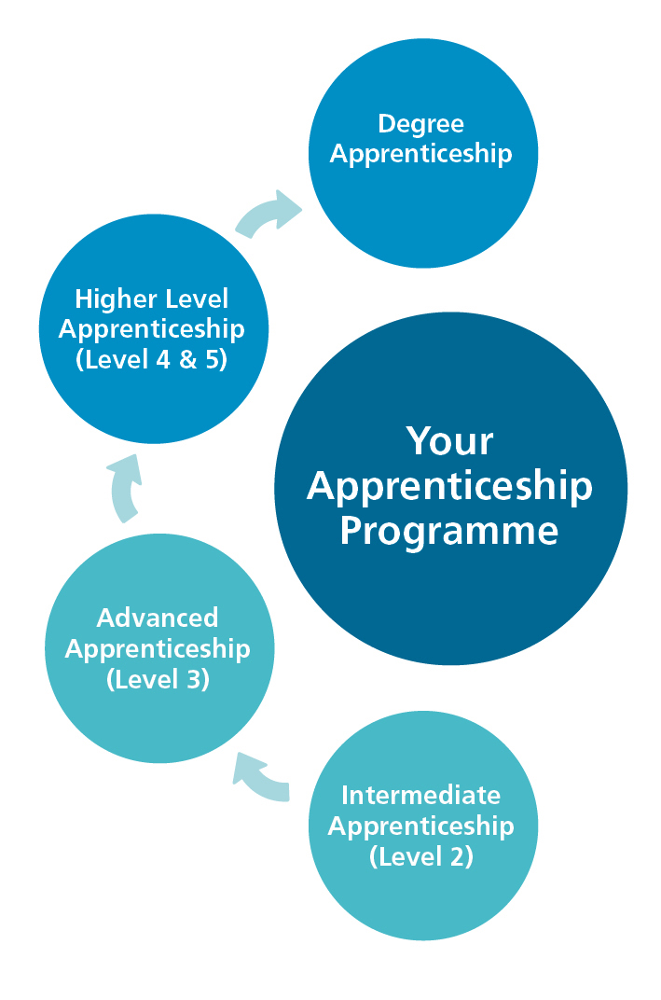 Degree
Apprenticeship
Higher Level
Apprenticeship
(Level 4 & 5)
Your
Apprenticeship
Programme
Advanced
Apprenticeship
(Level 3)
Intermediate
Apprenticeship
(Level 2)